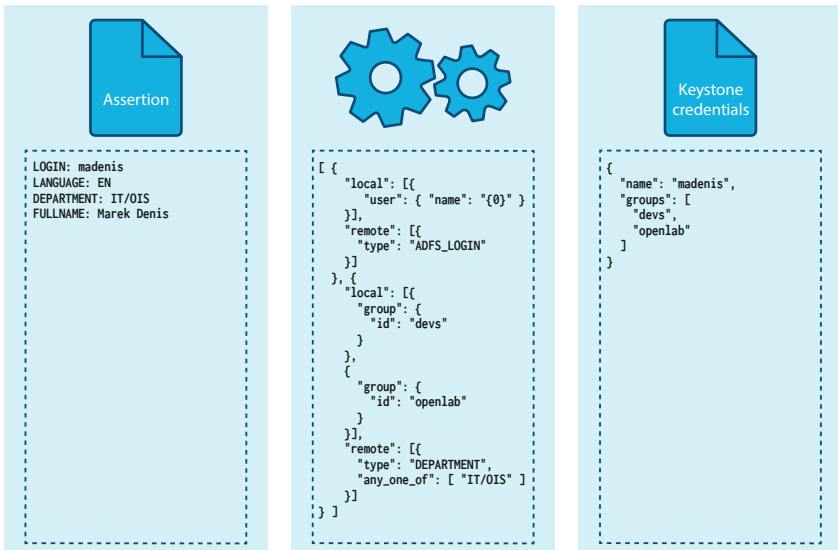 Assertion
LOGIN: madenis
LANGUAGE: EN
DEPARTMENT: IT/OIS
FULLNAME: Marek Denis
[ {
"local": [{
"user": { "name": "{0}" }
}],
"remote": [{
"type": "ADFS_LOGIN"
}]
}, {
"local": [{
"group": {
"id": "devs"
}
},
{
"group": {
"id": "openlab"
}
}],
"remote": [{
"type": "DEPARTMENT",
"any_one_of": [ "IT/OIS" ]
}]
} ]
Keystone
credentials
{
"name": "madenis",
"groups": [
"devs",
"openlab"
]
}